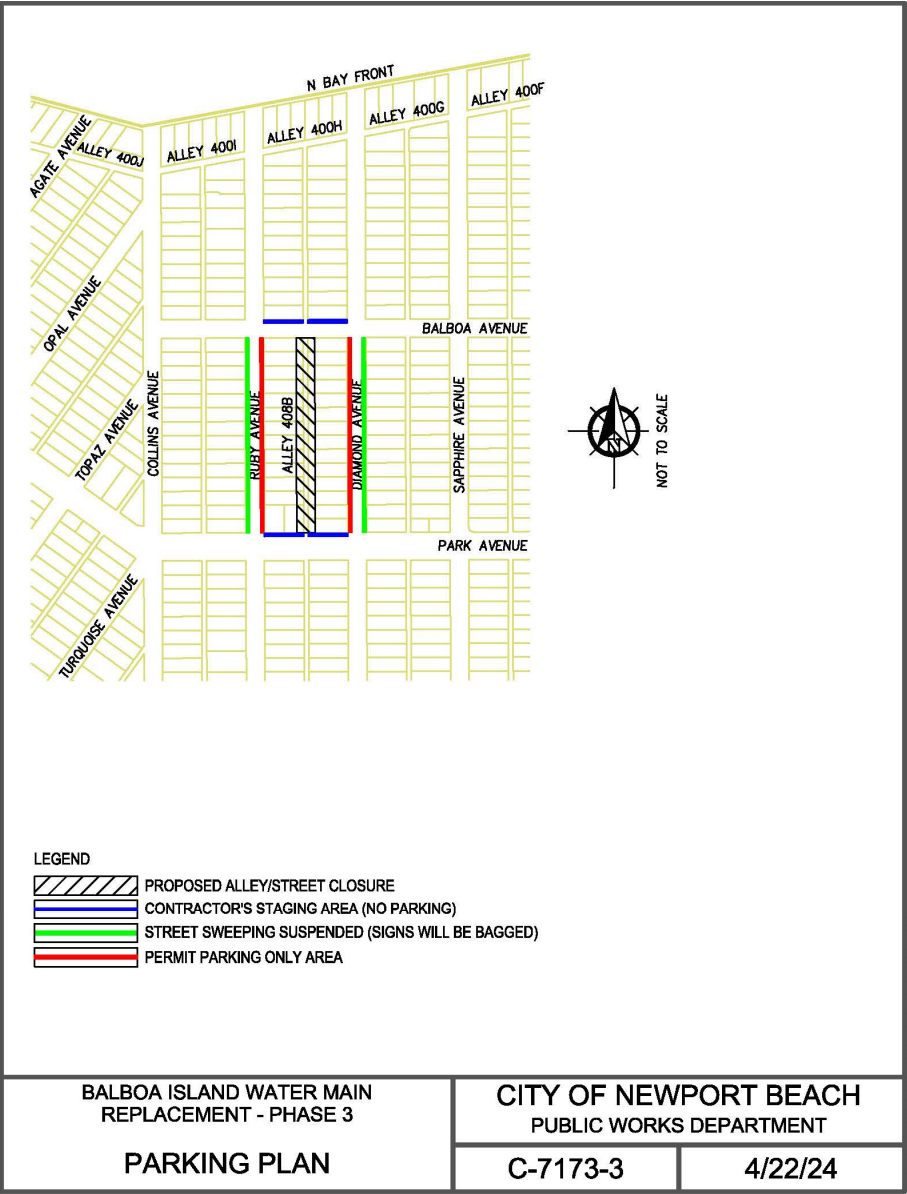 N BAY FRONT
ALLEY 400F
ALLEY 400G
ALLEY 400H
ALLEY 400I
ALLEY 400J
AGATE AVENUE
OPAL AVENUE
BALBOA AVENUE
TOPAZ AVENUE
COLLINS AVENUE
RUBY AVENUE
ALLEY 408B
DIAMOND AVENUE
SAPPHIRE AVENUE
N
NOT TO SCALE
PARK AVENUE
TURQUOISE AVENUE
LEGEND
PROPOSED ALLEY/STREET CLOSURE
CONTRACTOR'S STAGING AREA (NO PARKING)
STREET SWEEPING SUSPENDED (SIGNS WILL BE BAGGED)
PERMIT PARKING ONLY AREA
BALBOA ISLAND WATER MAIN
REPLACEMENT - PHASE 3
PARKING PLAN
CITY OF NEWPORT BEACH
PUBLIC WORKS DEPARTMENT
C-7173-3
4/22/24